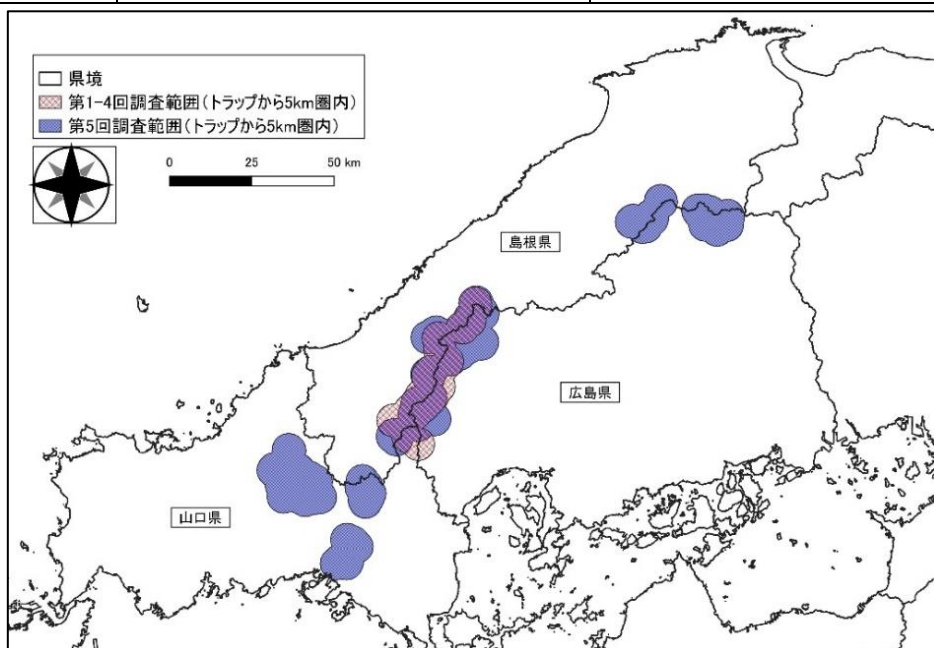 県境
第1-4回調査範囲(トラップから5km圏内)
第5回調査範囲(トラップから5km圏内)
0 25 50 km
島根県
広島県
山口県